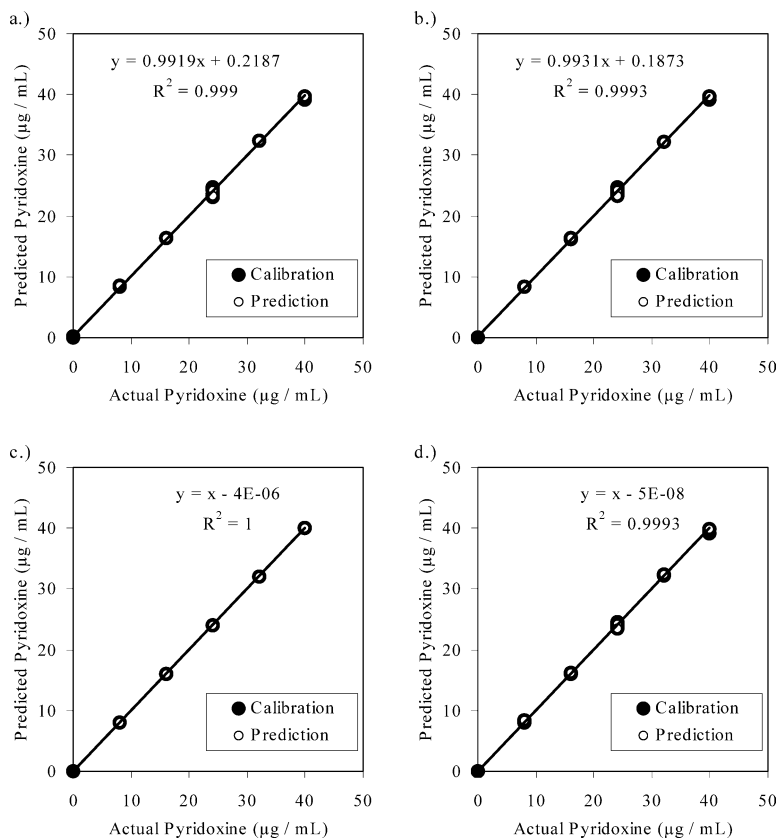 a.)
y = 0.9919x + 0.2187
R² = 0.999
Predicted Pyridoxine (µg / mL)
50
40
30
20
10
0
Calibration
Prediction
0 10 20 30 40 50
Actual Pyridoxine (µg / mL)
b.)
y = 0.9931x + 0.1873
R² = 0.9993
Predicted Pyridoxine (µg / mL)
50
40
30
20
10
0
Calibration
Prediction
0 10 20 30 40 50
Actual Pyridoxine (µg / mL)
c.)
y = x - 4E-06
R² = 1
Predicted Pyridoxine (µg / mL)
50
40
30
20
10
0
Calibration
Prediction
0 10 20 30 40 50
Actual Pyridoxine (µg / mL)
d.)
y = x - 5E-08
R² = 0.9993
Predicted Pyridoxine (µg / mL)
50
40
30
20
10
0
Calibration
Prediction
0 10 20 30 40 50
Actual Pyridoxine (µg / mL)